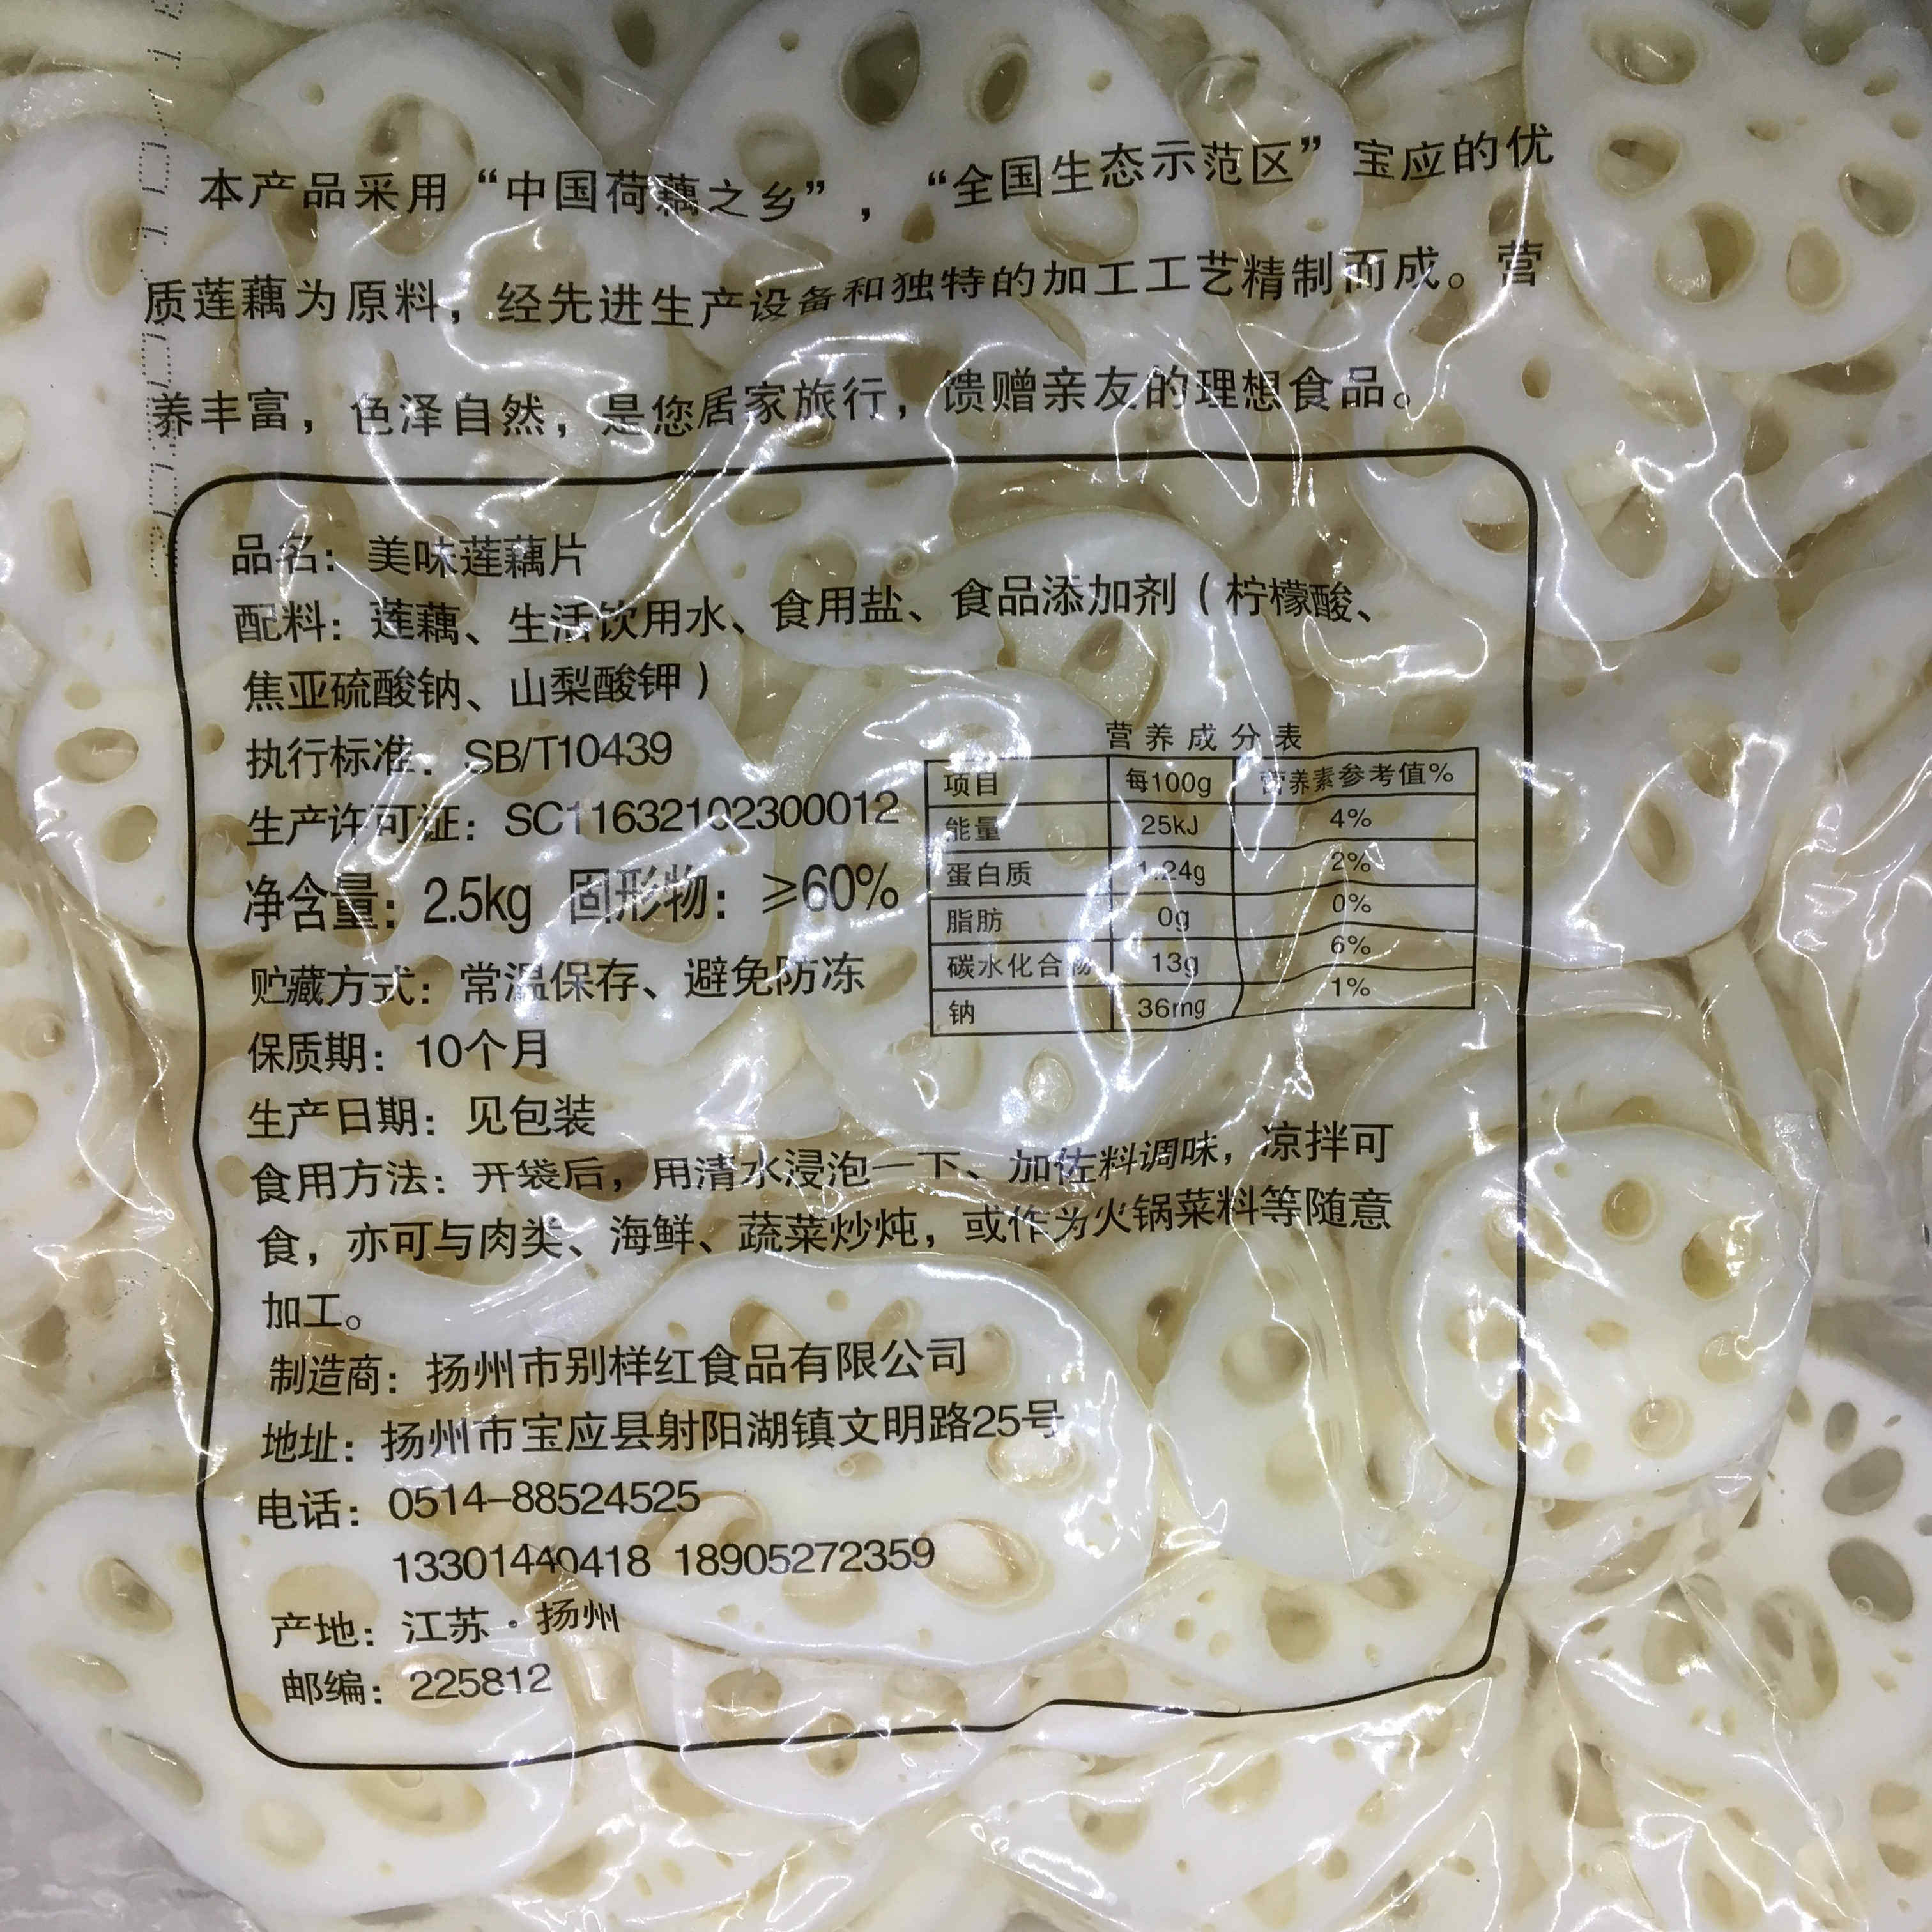 本产品采用“中国荷藕之乡”，“全国生态示范区”宝应的优
质莲藕为原料，经先进生产设备和独特的加工工艺精制而成。营
养丰富，色泽自然，是您居家旅行，馈赠亲友的理想食品。
品名：美味莲藕片
配料：莲藕、生活饮用水、食用盐、食品添加剂（柠檬酸、
焦亚硫酸钠、山梨酸钾）
执行标准：SB/T10439
生产许可证：SC11632102300012
净含量：2.5kg 固形物：≥60%
贮藏方式：常温保存、避免防冻
保质期：10个月
生产日期：见包装
营养成分表
项目 每100g 营养素参考值%
能量 25kJ 4%
蛋白质 1.24g 2%
脂肪 0g 0%
碳水化合物 13g 6%
钠 36mg 1%
食用方法：开袋后，用清水浸泡一下、加佐料调味，凉拌可
食，亦可与肉类、海鲜、蔬菜炒炖，或作为火锅菜料等随意
加工。
制造商：扬州市别样红食品有限公司
地址：扬州市宝应县射阳湖镇文明路25号
电话：0514-88524525
13301440418 18905272359
产地：江苏·扬州
邮编：225812